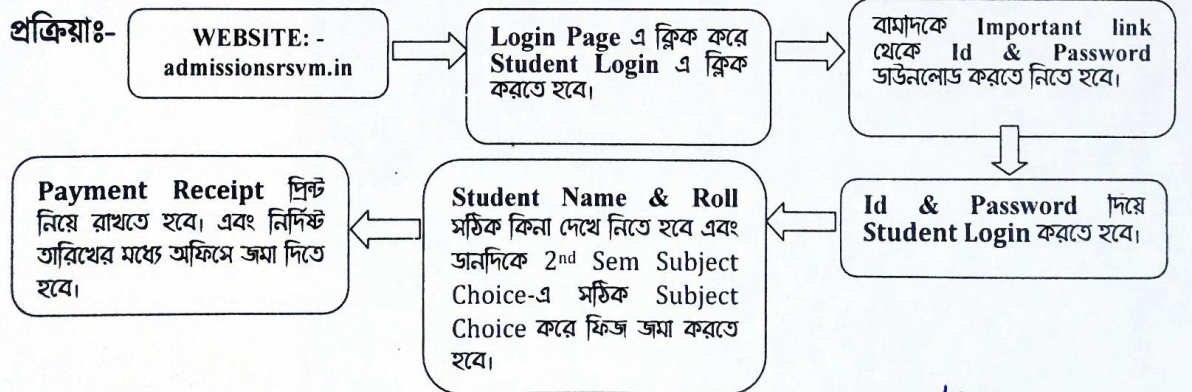 প্রক্রিয়াঃ-
WEBSITE: -
admissionsrsvm.in
Login Page এ ক্লিক করে
Student Login এ ক্লিক
করতে হবে।
বামদিকে Important link
থেকে Id & Password
ডাউনলোড করতে নিতে হবে।
Id & Password দিয়ে
Student Login করতে হবে।
Student Name & Roll
সঠিক কিনা দেখে নিতে হবে এবং
ডানদিকে 2nd Sem Subject
Choice-এ সঠিক Subject
Choice করে ফিজ জমা করতে
হবে।
Payment Receipt প্রিন্ট
নিয়ে রাখতে হবে। এবং নির্দিষ্ট
তারিখের মধ্যে অফিসে জমা দিতে
হবে।